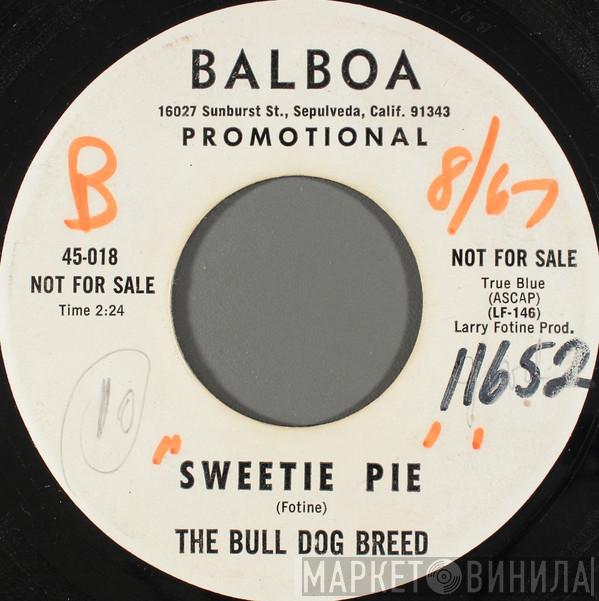 BALBOA
16027 Sunburst St., Sepulveda, Calif. 91343
PROMOTIONAL
B
8/67
45-018
NOT FOR SALE
Time 2:24
NOT FOR SALE
True Blue
(ASCAP)
(LF-146)
Larry Fotine Prod.
11652
10
" SWEETIE PIE "
(Fotine)
THE BULL DOG BREED
МАРКЕТ ВИНИЛА